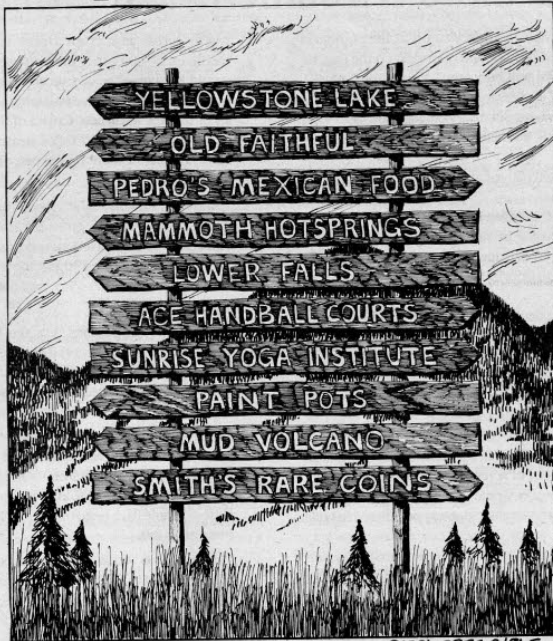 YELLOWSTONE LAKE
OLD FAITHFUL
PEDRO'S MEXICAN FOOD
MAMMOTH HOTSPRINGS
LOWER FALLS
ACE HANDBALL COURTS
SUNRISE YOGA INSTITUTE
PAINT POTS
MUD VOLCANO
SMITH'S RARE COINS